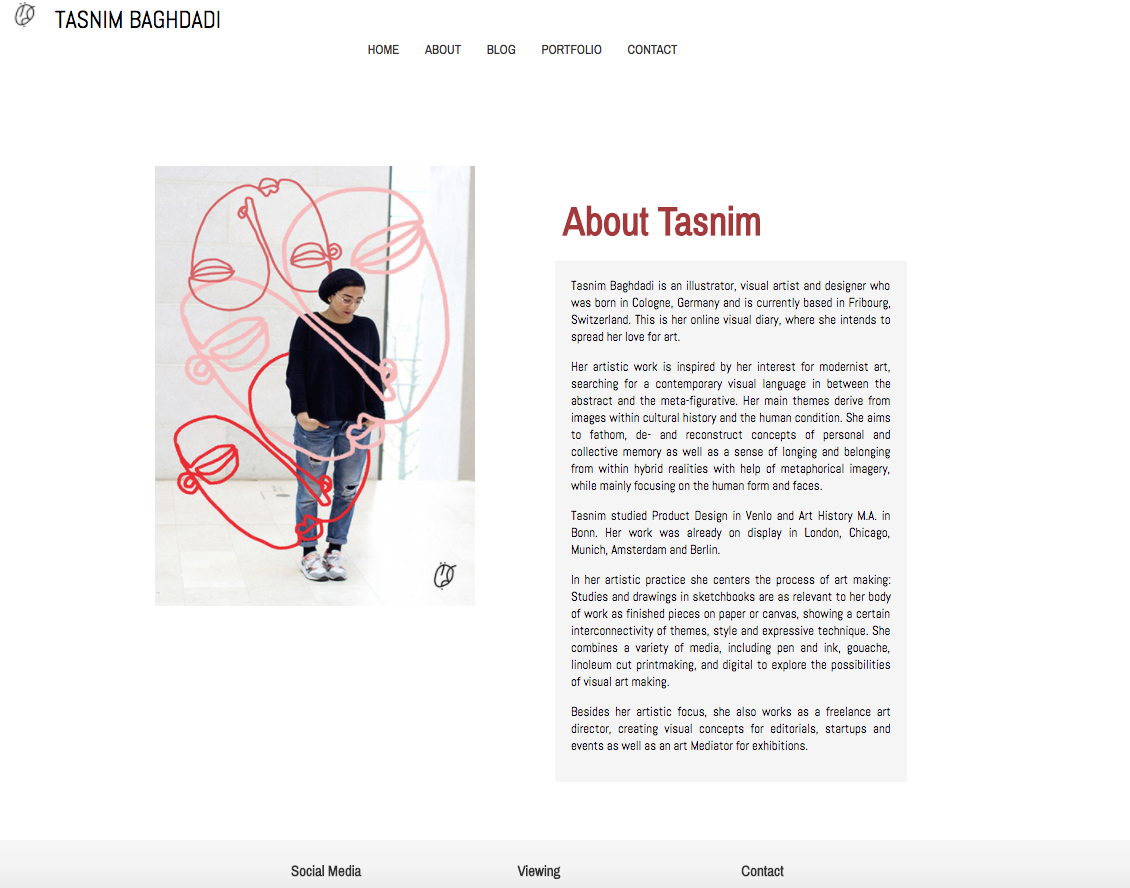 TASNIM BAGHDADI
HOME ABOUT BLOG PORTFOLIO CONTACT
About Tasnim
Tasnim Baghdadi is an illustrator, visual artist and designer who
was born in Cologne, Germany and is currently based in Fribourg,
Switzerland. This is her online visual diary, where she intends to
spread her love for art.
Her artistic work is inspired by her interest for modernist art,
searching for a contemporary visual language in between the
abstract and the meta-figurative. Her main themes derive from
images within cultural history and the human condition. She aims
to fathom, de- and reconstruct concepts of personal and
collective memory as well as a sense of longing and belonging
from within hybrid realities with help of metaphorical imagery,
while mainly focusing on the human form and faces.
Tasnim studied Product Design in Venlo and Art History M.A. in
Bonn. Her work was already on display in London, Chicago,
Munich, Amsterdam and Berlin.
In her artistic practice she centers the process of art making:
Studies and drawings in sketchbooks are as relevant to her body
of work as finished pieces on paper or canvas, showing a certain
interconnectivity of themes, style and expressive technique. She
combines a variety of media, including pen and ink, gouache,
linoleum cut printmaking, and digital to explore the possibilities
of visual art making.
Besides her artistic focus, she also works as a freelance art
director, creating visual concepts for editorials, startups and
events as well as an art Mediator for exhibitions.
Social Media Viewing Contact